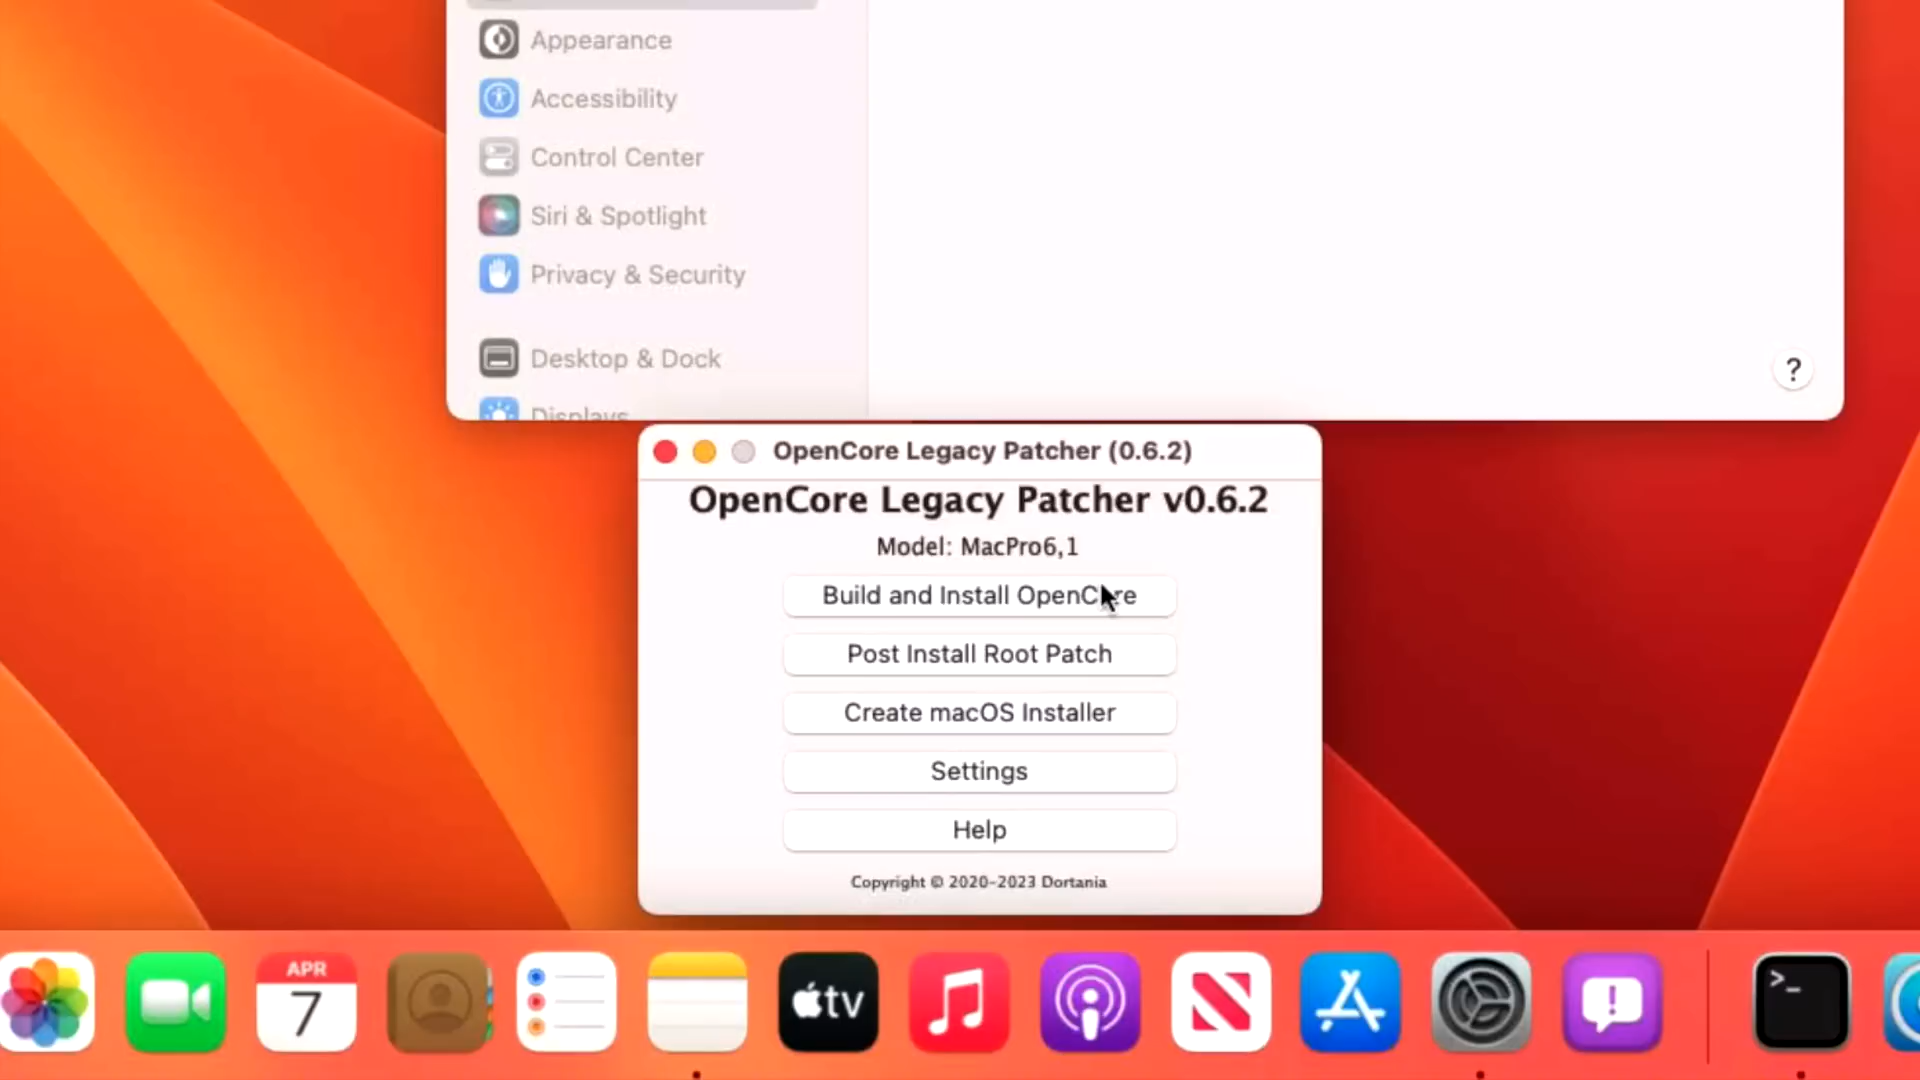 Appearance
Accessibility
Control Center
Siri & Spotlight
Privacy & Security
Desktop & Dock
Displays
?
OpenCore Legacy Patcher (0.6.2)
OpenCore Legacy Patcher v0.6.2
Model: MacPro6,1
Build and Install OpenCore
Post Install Root Patch
Create macOS Installer
Settings
Help
Copyright © 2020-2023 Dortania
APR
7
tv
>_